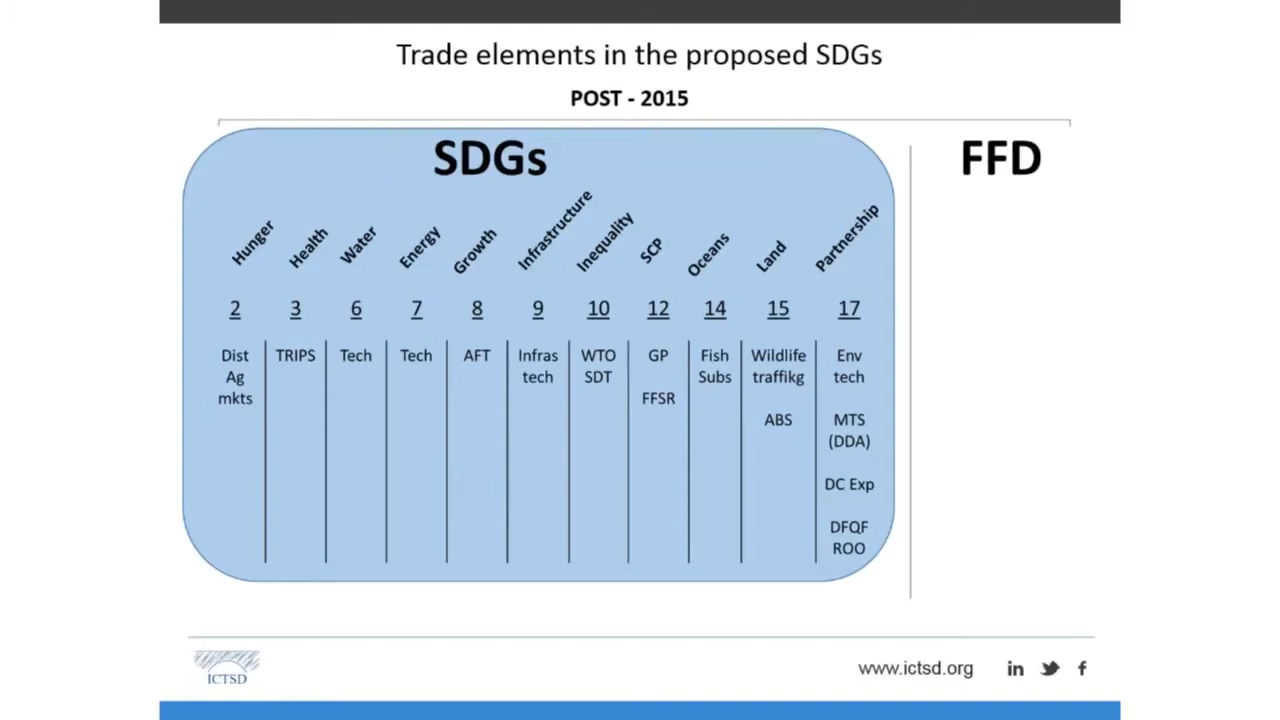 Trade elements in the proposed SDGs
POST - 2015
SDGs
FFD
Hunger
Health
Water
Energy
Growth
Infrastructure
Inequality
SCP
Oceans
Land
Partnership
2
3
6
7
8
9
10
12
14
15
17
Dist
Ag
mkts
TRIPS
Tech
Tech
AFT
Infras
tech
WTO
SDT
GP
FFSR
Fish
Subs
Wildlife
traffikg
ABS
Env
tech
MTS
(DDA)
DC Exp
DFQF
ROO
ICTSD
www.ictsd.org
in
f